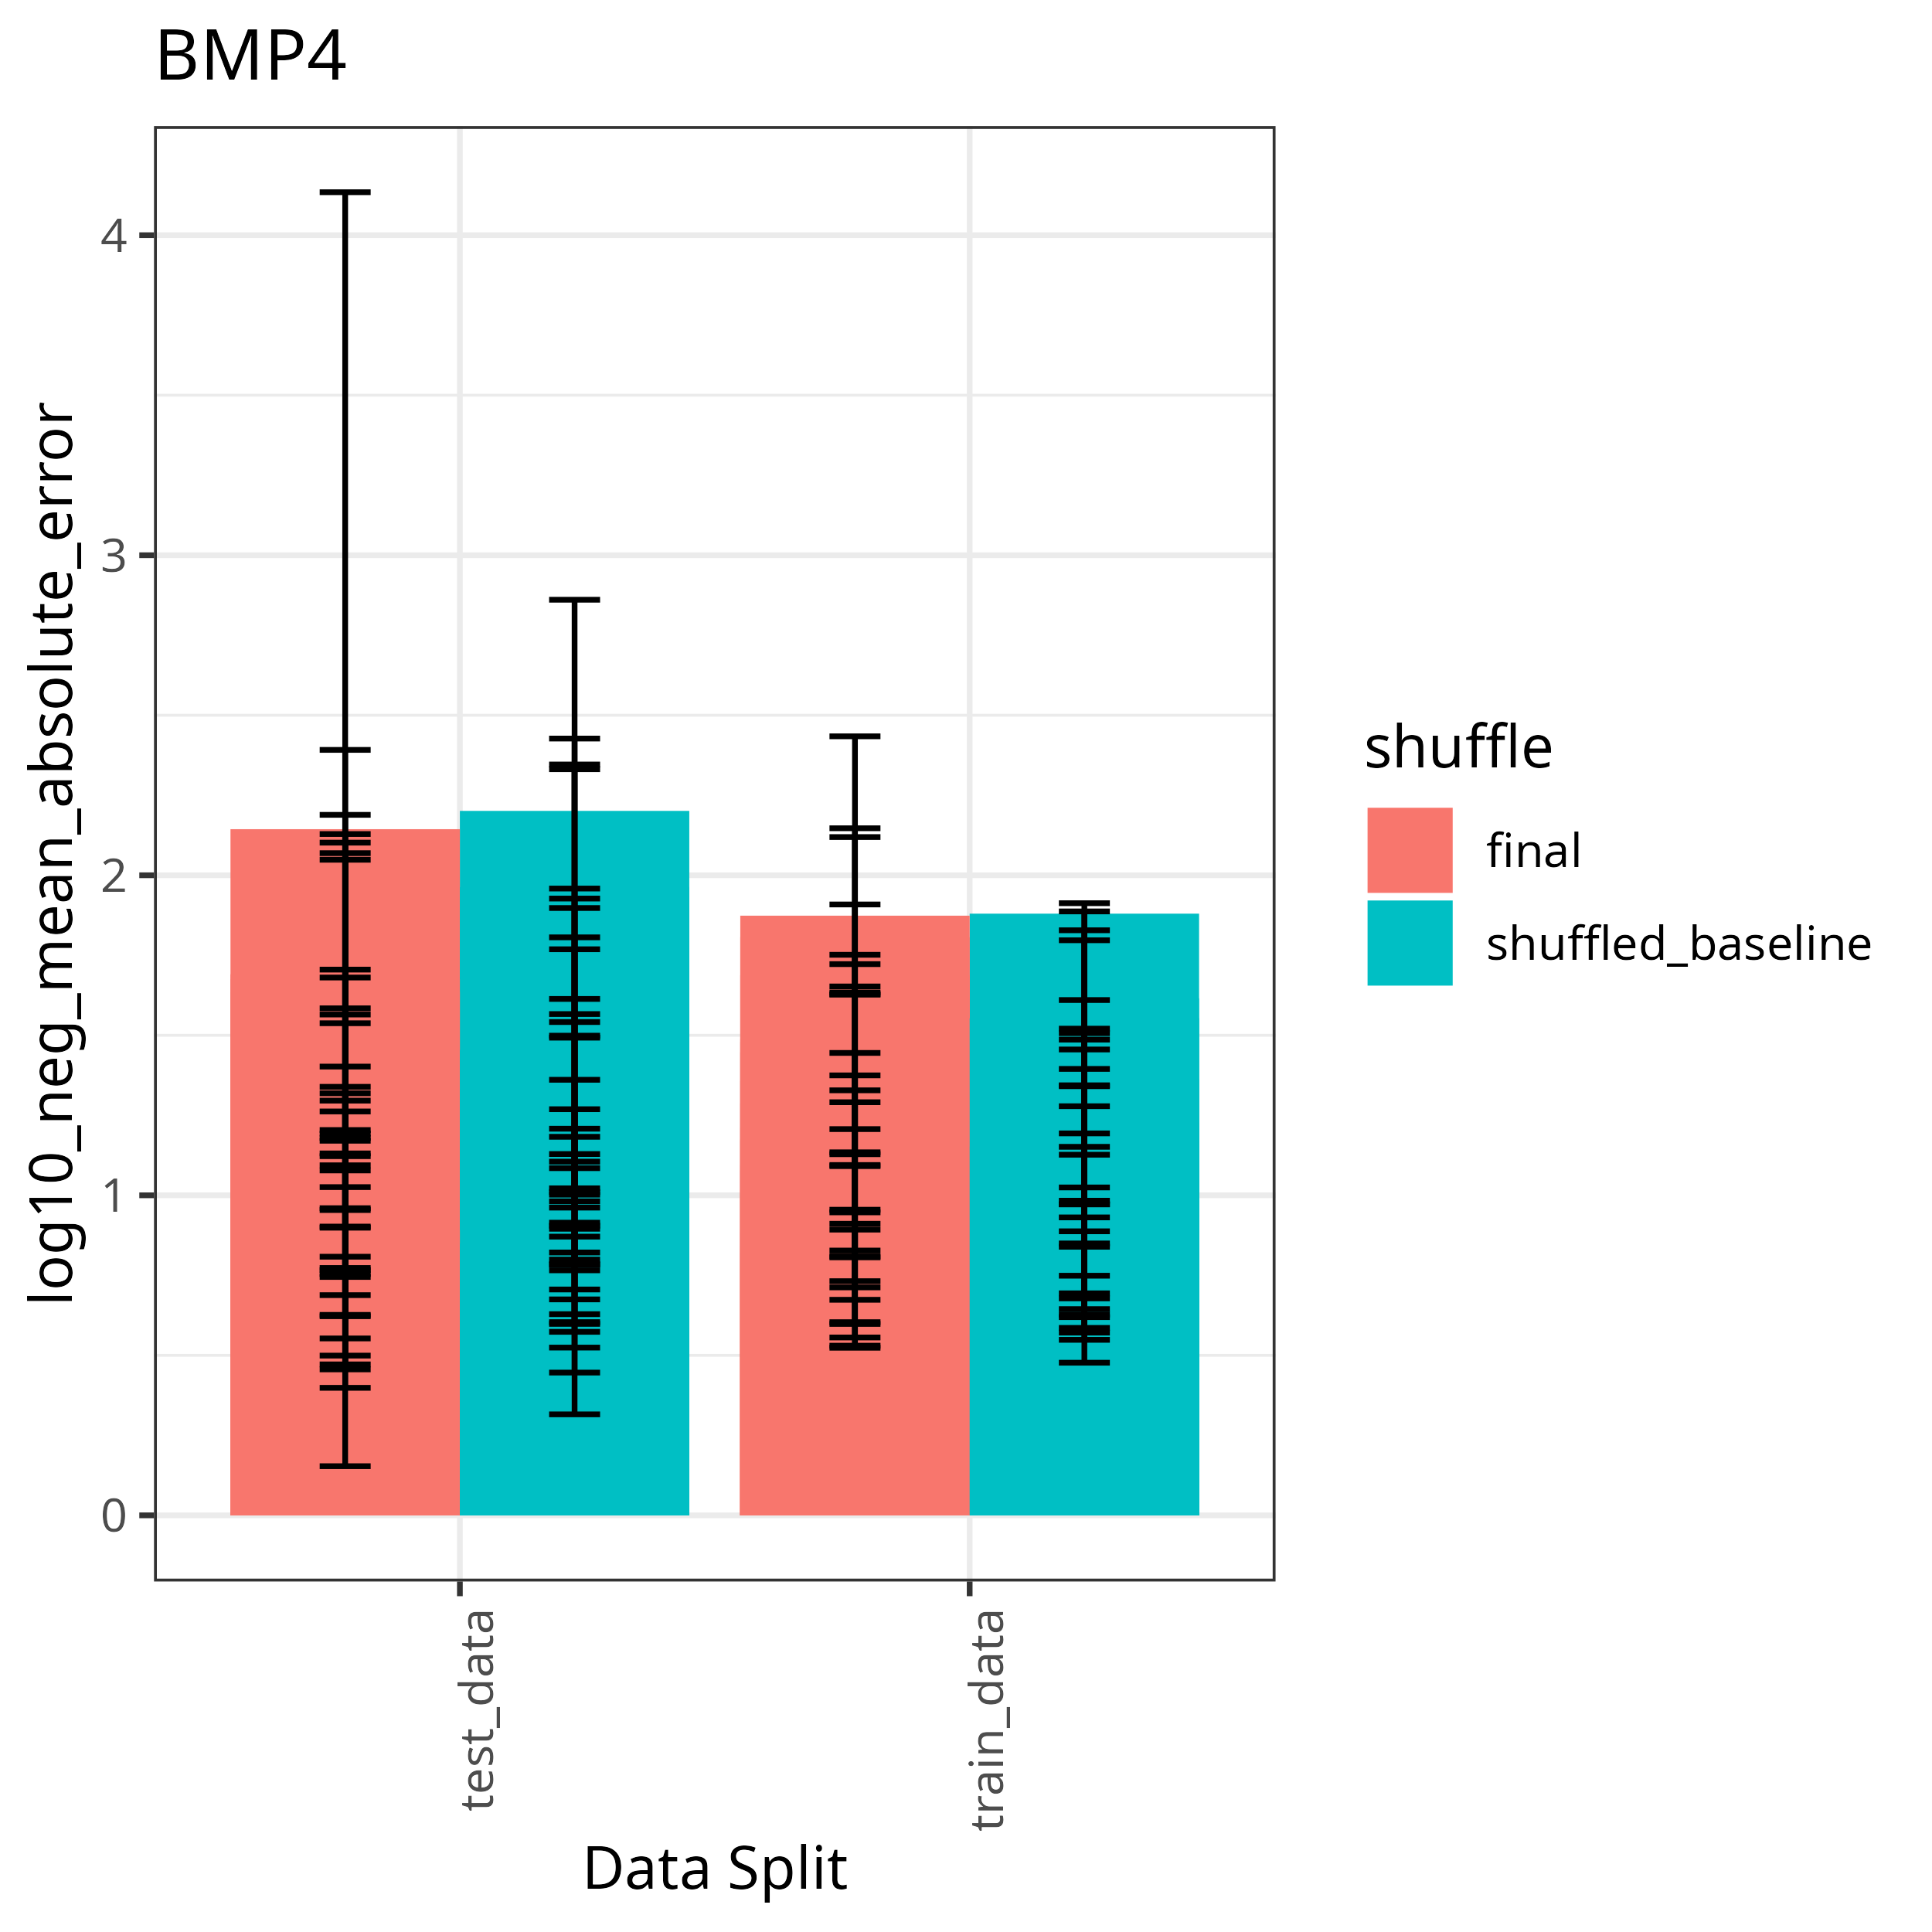 BMP4
log10_neg_mean_absolute_error
4
3
2
1
0
test_data
train_data
Data Split
shuffle
final
shuffled_baseline